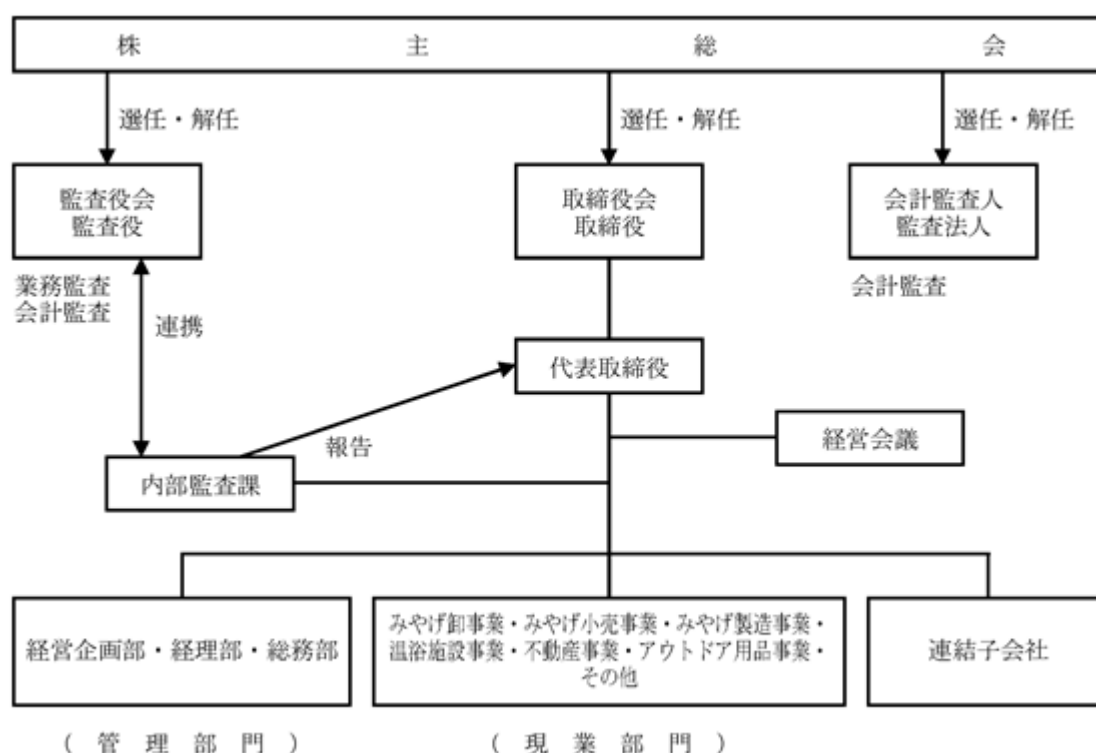 株主総会
選任・解任
選任・解任
選任・解任
監査役会
監査役
取締役会
取締役
会計監査人
監査法人
業務監査
会計監査
会計監査
連携
代表取締役
報告
経営会議
内部監査課
経営企画部・経理部・総務部
みやげ卸事業・みやげ小売事業・みやげ製造事業・
温浴施設事業・不動産事業・アウトドア用品事業・
その他
連結子会社
(管理部門)
(現業部門)